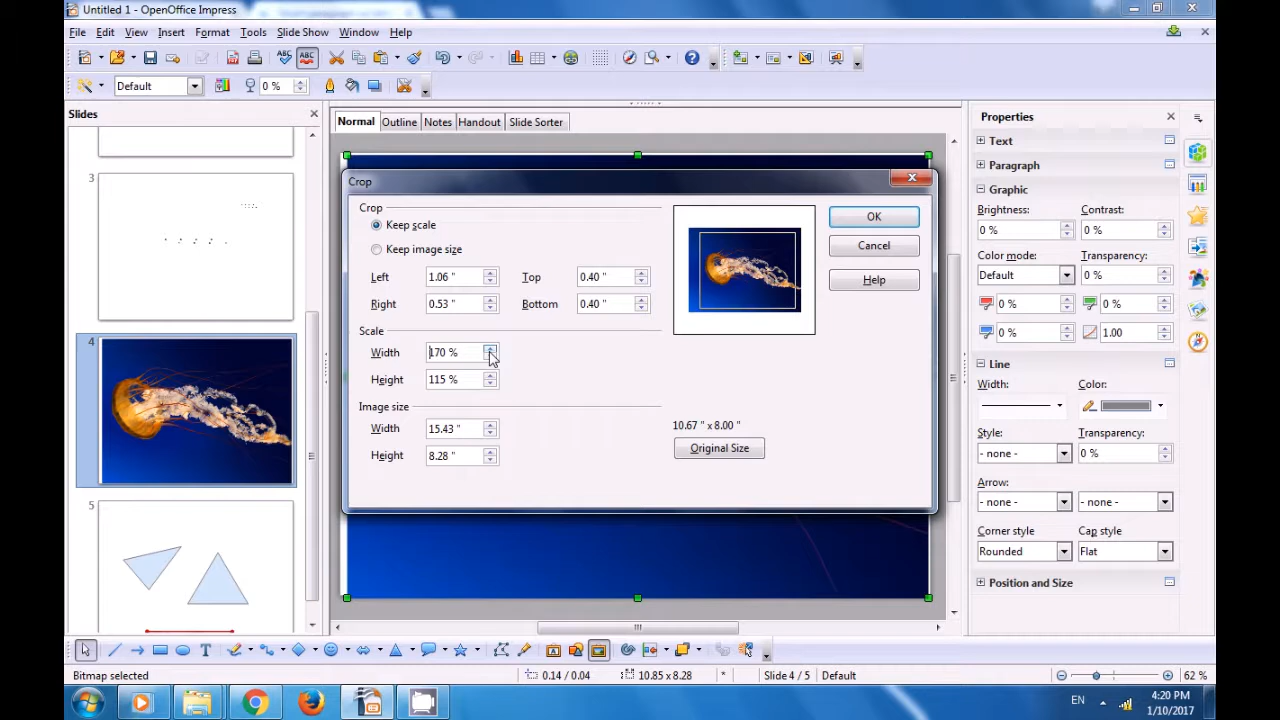 Untitled 1 - OpenOffice Impress
File Edit View Insert Format Tools Slide Show Window Help
Default 0 %
Slides
Normal Outline Notes Handout Slide Sorter
3
4
5
Crop
Crop
Keep scale
Keep image size
Left 1.06 " Top 0.40 "
Right 0.53 " Bottom 0.40 "
Scale
Width 170 %
Height 115 %
Image size
Width 15.43 "
Height 8.28 "
10.67 " x 8.00 "
Original Size
OK
Cancel
Help
Properties
Text
Paragraph
Graphic
Brightness: Contrast:
0 % 0 %
Color mode: Transparency:
Default 0 %
0 % 0 %
0 % 1.00
Line
Width: Color:
Style: Transparency:
- none - 0 %
Arrow:
- none - - none -
Corner style Cap style
Rounded Flat
Position and Size
Bitmap selected 0.14 / 0.04 10.85 x 8.28 * Slide 4 / 5 Default 62 %
EN 4:20 PM
1/10/2017